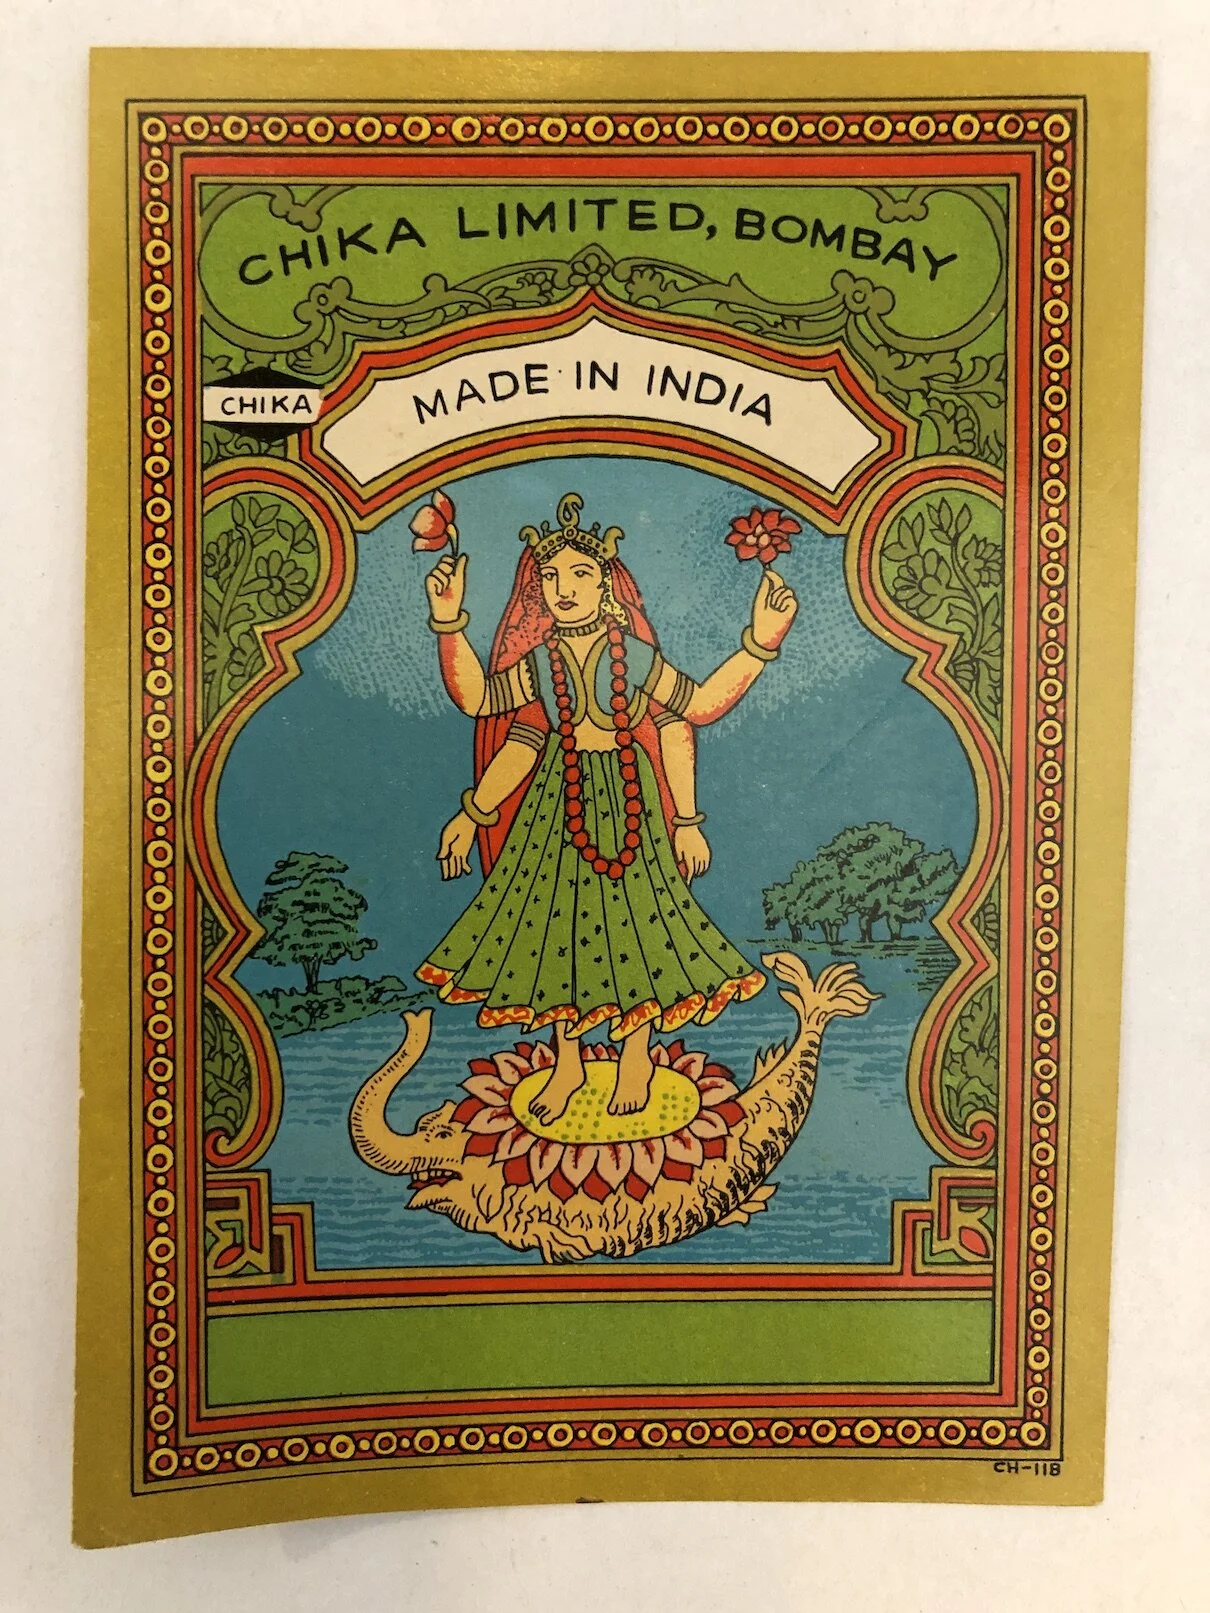 CHIKA LIMITED, BOMBAY
MADE IN INDIA
CHIKA
CH-118